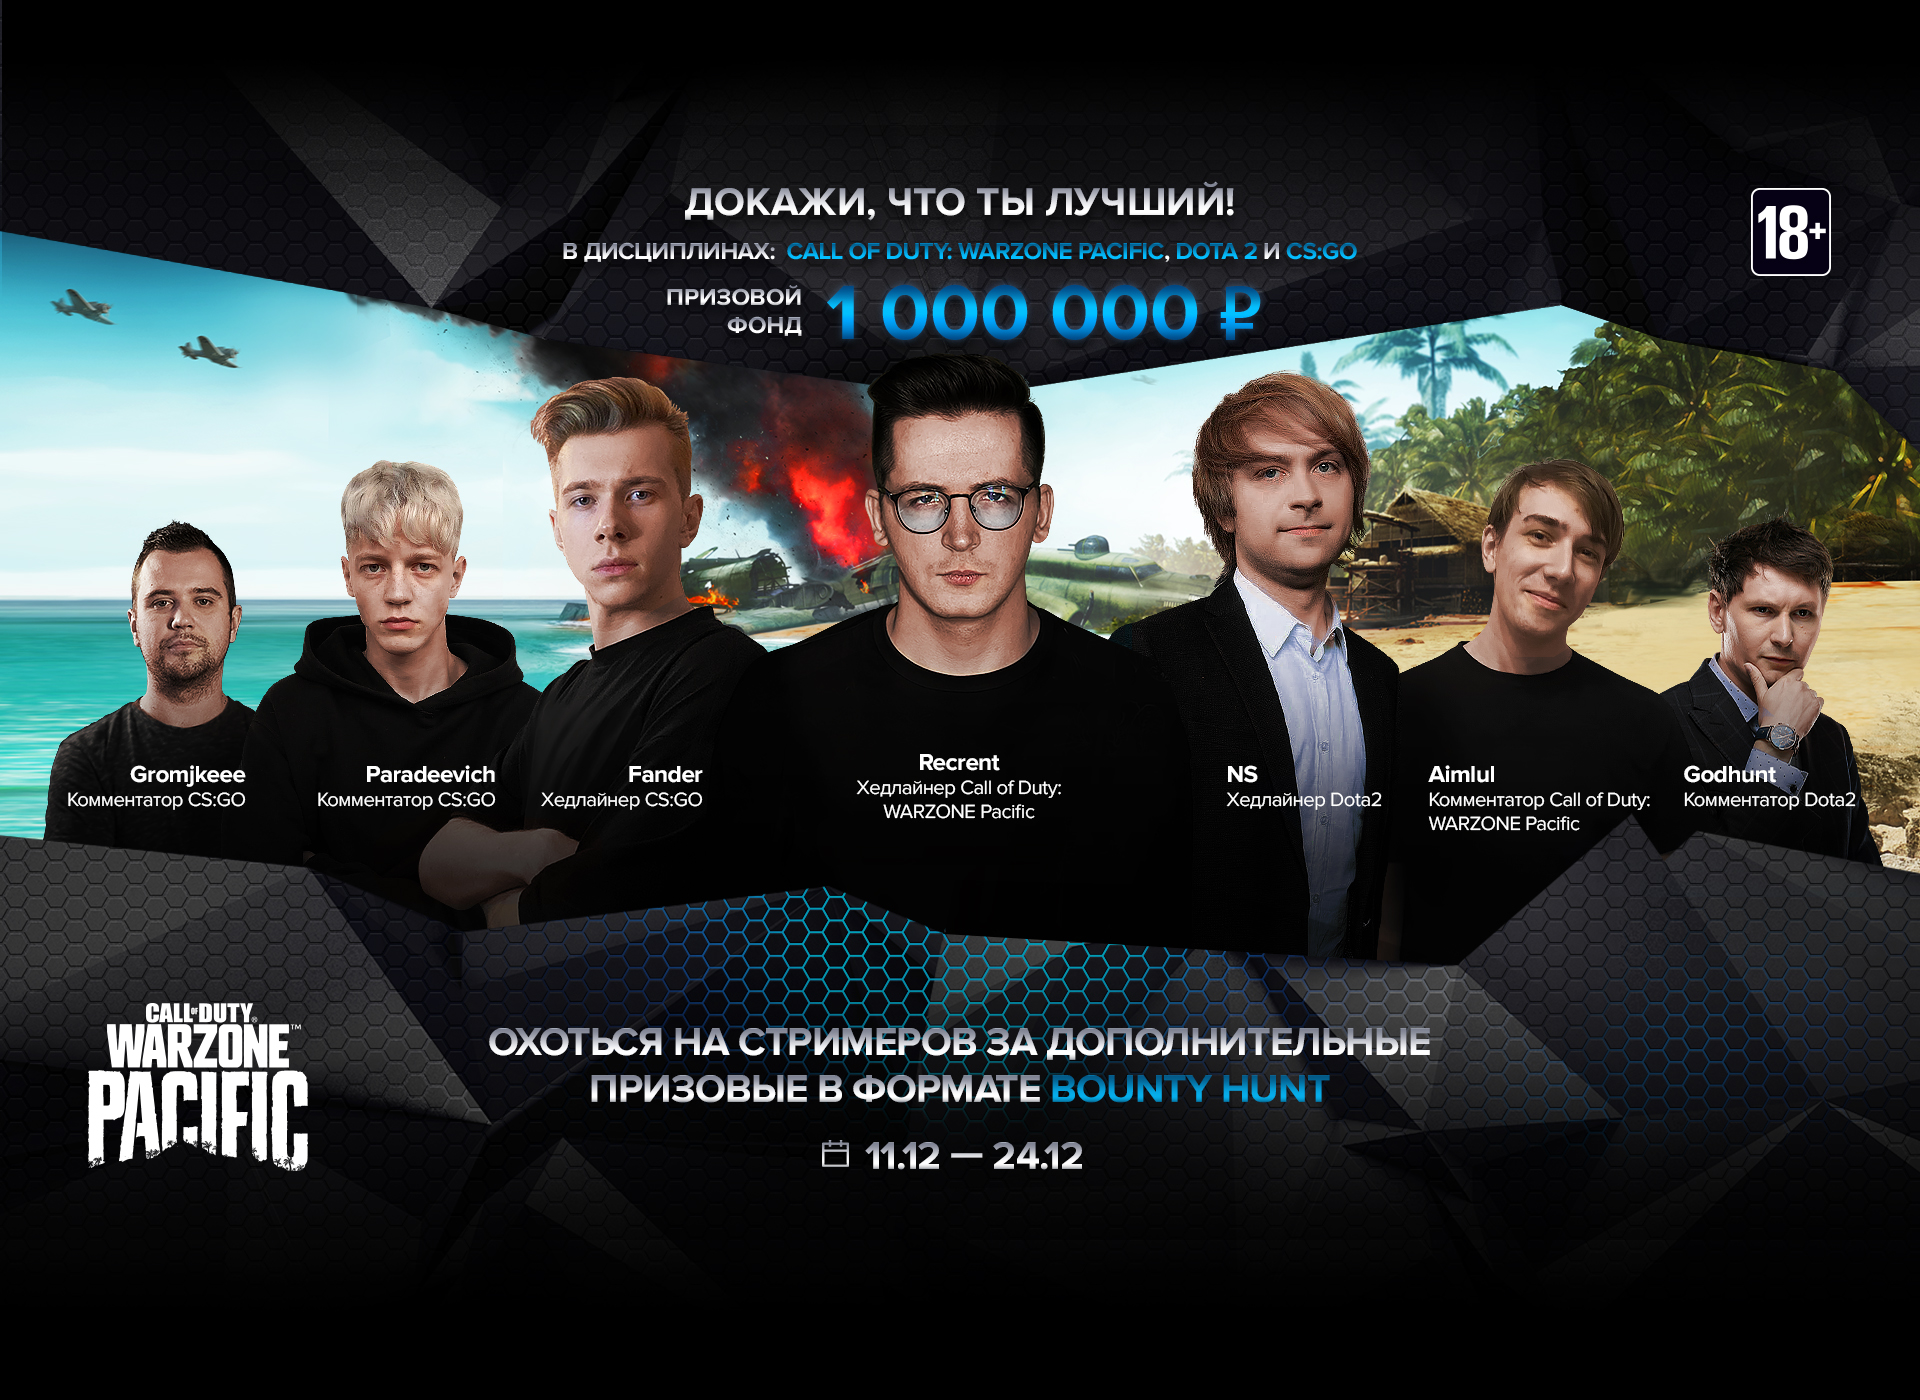 ДОКАЖИ, ЧТО ТЫ ЛУЧШИЙ!
В ДИСЦИПЛИНАХ: CALL OF DUTY: WARZONE PACIFIC, DOTA 2 И CS:GO
ПРИЗОВОЙ
ФОНД
1 000 000 ₽
18+
Gromjkeee
Комментатор CS:GO
Paradeevich
Комментатор CS:GO
Fander
Хедлайнер CS:GO
Recrent
Хедлайнер Call of Duty:
WARZONE Pacific
NS
Хедлайнер Dota2
Aimlul
Комментатор Call of Duty:
WARZONE Pacific
Godhunt
Комментатор Dota2
CALL OF DUTY®
WARZONE™
PACIFIC
ОХОТЬСЯ НА СТРИМЕРОВ ЗА ДОПОЛНИТЕЛЬНЫЕ
ПРИЗОВЫЕ В ФОРМАТЕ BOUNTY HUNT
11.12 — 24.12